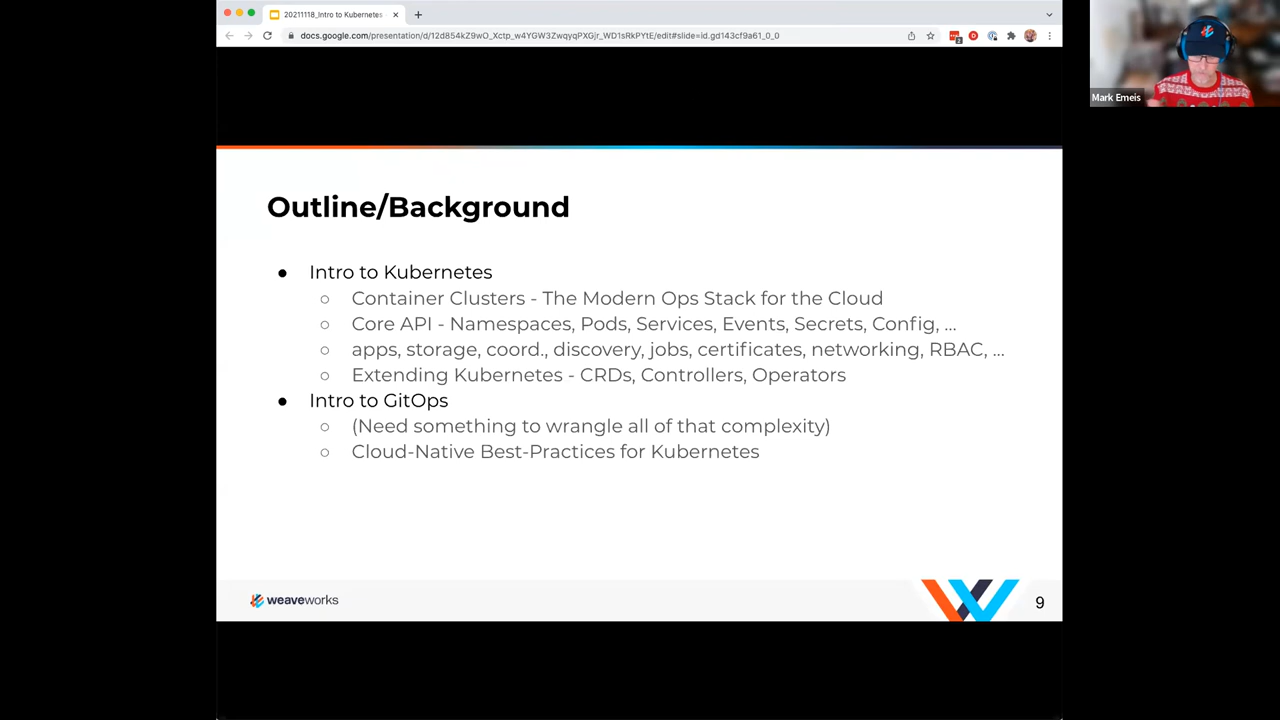 20211118_Intro to Kubernetes -
docs.google.com/presentation/d/12d854kZ9wO_Xctp_w4YGW3ZwqyqPXGjr_WD1sRkPYtE/edit#slide=id.gd143cf9a61_0_0
Mark Emeis
Outline/Background
● Intro to Kubernetes
○ Container Clusters - The Modern Ops Stack for the Cloud
○ Core API - Namespaces, Pods, Services, Events, Secrets, Config, ...
○ apps, storage, coord., discovery, jobs, certificates, networking, RBAC, ...
○ Extending Kubernetes - CRDs, Controllers, Operators
● Intro to GitOps
○ (Need something to wrangle all of that complexity)
○ Cloud-Native Best-Practices for Kubernetes
weaveworks
9